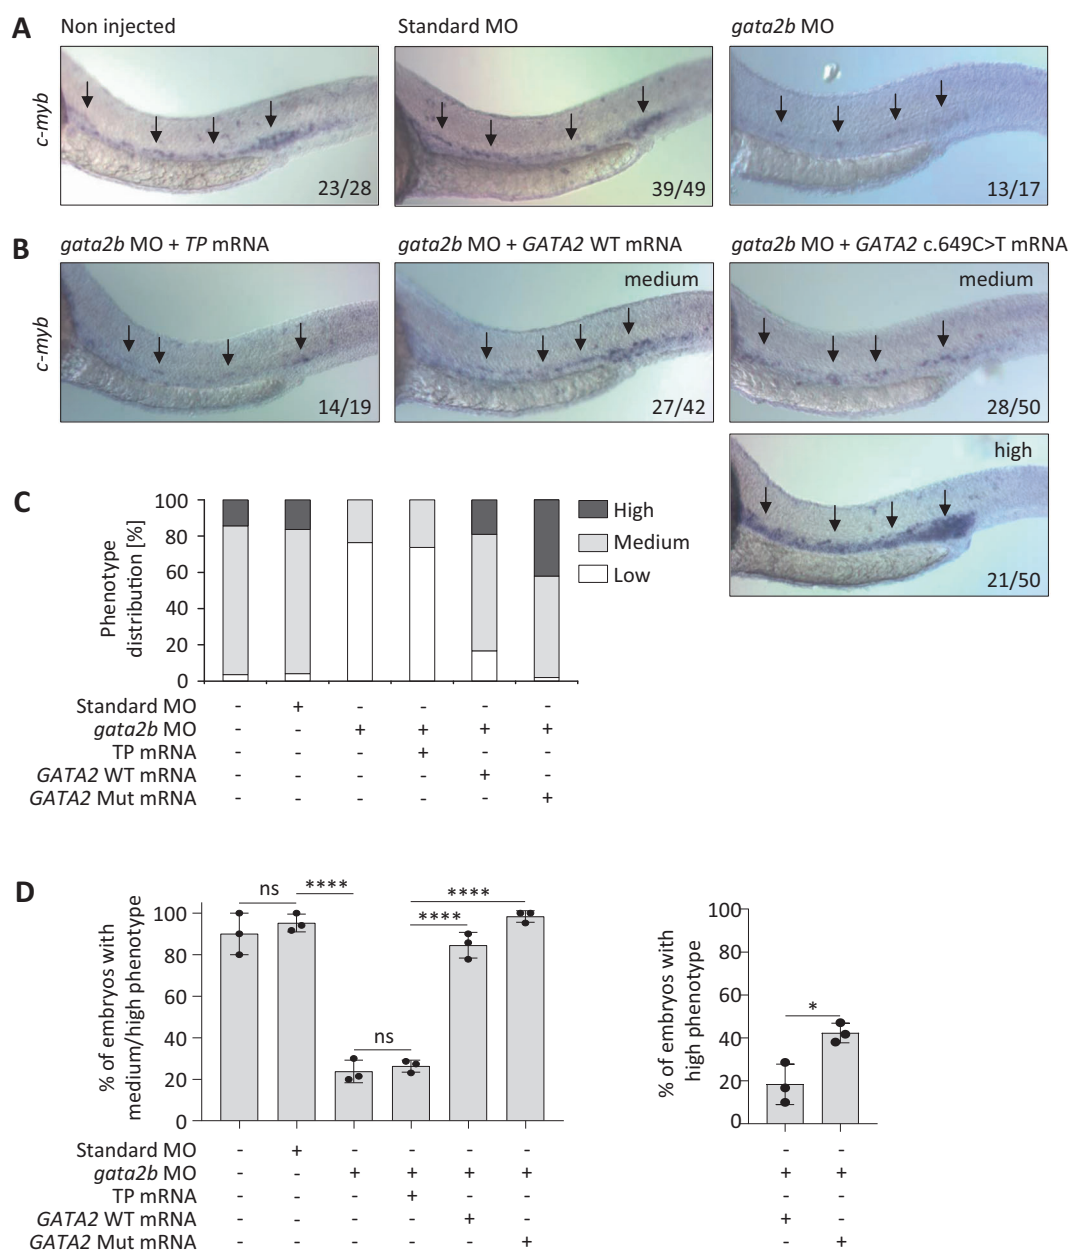 A
Non injected
Standard MO
gata2b MO
c-myb
23/28
39/49
13/17
B
gata2b MO + TP mRNA
gata2b MO + GATA2 WT mRNA
gata2b MO + GATA2 c.649C>T mRNA
c-myb
medium
medium
14/19
27/42
28/50
high
21/50
C
Phenotype
distribution [%]
100
80
60
40
20
0
High
Medium
Low
Standard MO - + - - - -
gata2b MO - - + + + +
TP mRNA - - - + - -
GATA2 WT mRNA - - - - + -
GATA2 Mut mRNA - - - - - +
D
% of embryos with
medium/high phenotype
100
80
60
40
20
0
ns
****
ns
****
****
Standard MO - + - - - -
gata2b MO - - + + + +
TP mRNA - - - + - -
GATA2 WT mRNA - - - - + -
GATA2 Mut mRNA - - - - - +
% of embryos with
high phenotype
100
80
60
40
20
0
*
- -
+ +
- -
+ -
- +